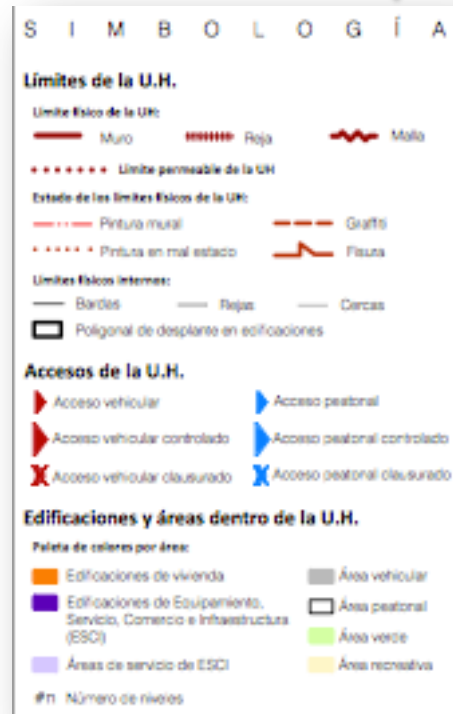 SIMBOLOGÍA
Límites de la U.H.
Límite físico de la UH:
Muro Reja Malla
Límite permeable de la UH
Estado de los límites físicos de la UH:
Pintura mural Graffiti
Pintura en mal estado Fisura
Límites físicos internos:
Bardas Rejas Cercas
Poligonal de desplante en edificaciones
Accesos de la U.H.
Acceso vehicular Acceso peatonal
Acceso vehicular controlado Acceso peatonal controlado
Acceso vehicular clausurado Acceso peatonal clausurado
Edificaciones y áreas dentro de la U.H.
Paleta de colores por área:
Edificaciones de vivienda Área vehicular
Edificaciones de Equipamiento,
Servicio, Comercio e Infraestructura
(ESCI)
Área peatonal
Área verde
Áreas de servicio de ESCI Área recreativa
#n Número de niveles